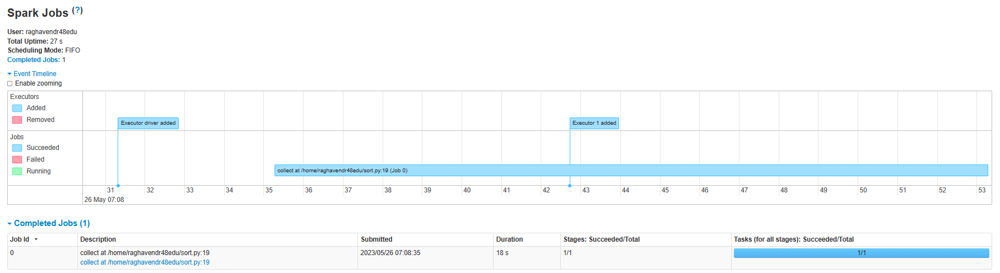 Spark Jobs (?)
User: raghavendr48edu
Total Uptime: 27 s
Scheduling Mode: FIFO
Completed Jobs: 1
Event Timeline
Enable zooming
Executors
Added
Removed
Executor driver added
Executor 1 added
Jobs
Succeeded
Failed
Running
collect at /home/raghavendr48edu/sort.py:19 (Job 0)
31 32 33 34 35 36 37 38 39 40 41 42 43 44 45 46 47 48 49 50 51 52 53
26 May 07:08
Completed Jobs (1)
Job Id Description Submitted Duration Stages: Succeeded/Total Tasks (for all stages): Succeeded/Total
0 collect at /home/raghavendr48edu/sort.py:19 2023/05/26 07:08:35 18 s 1/1 1/1
collect at /home/raghavendr48edu/sort.py:19